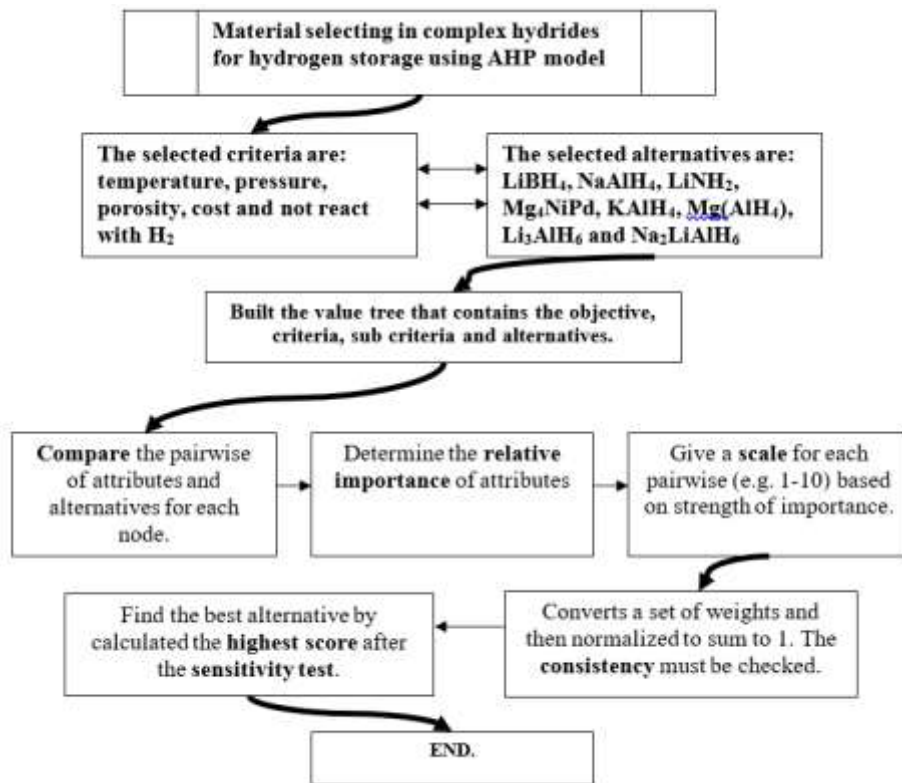 Material selecting in complex hydrides
for hydrogen storage using AHP model
The selected criteria are:
temperature, pressure,
porosity, cost and not react
with H₂
The selected alternatives are:
LiBH₄, NaAlH₄, LiNH₂,
Mg₄NiPd, KAlH₄, Mg(AlH₄),
Li₃AlH₆ and Na₂LiAlH₆
Built the value tree that contains the objective,
criteria, sub criteria and alternatives.
Compare the pairwise
of attributes and
alternatives for each
node.
Determine the relative
importance of attributes
Give a scale for each
pairwise (e.g. 1-10) based
on strength of importance.
Find the best alternative by
calculated the highest score after
the sensitivity test.
Converts a set of weights and
then normalized to sum to 1. The
consistency must be checked.
END.